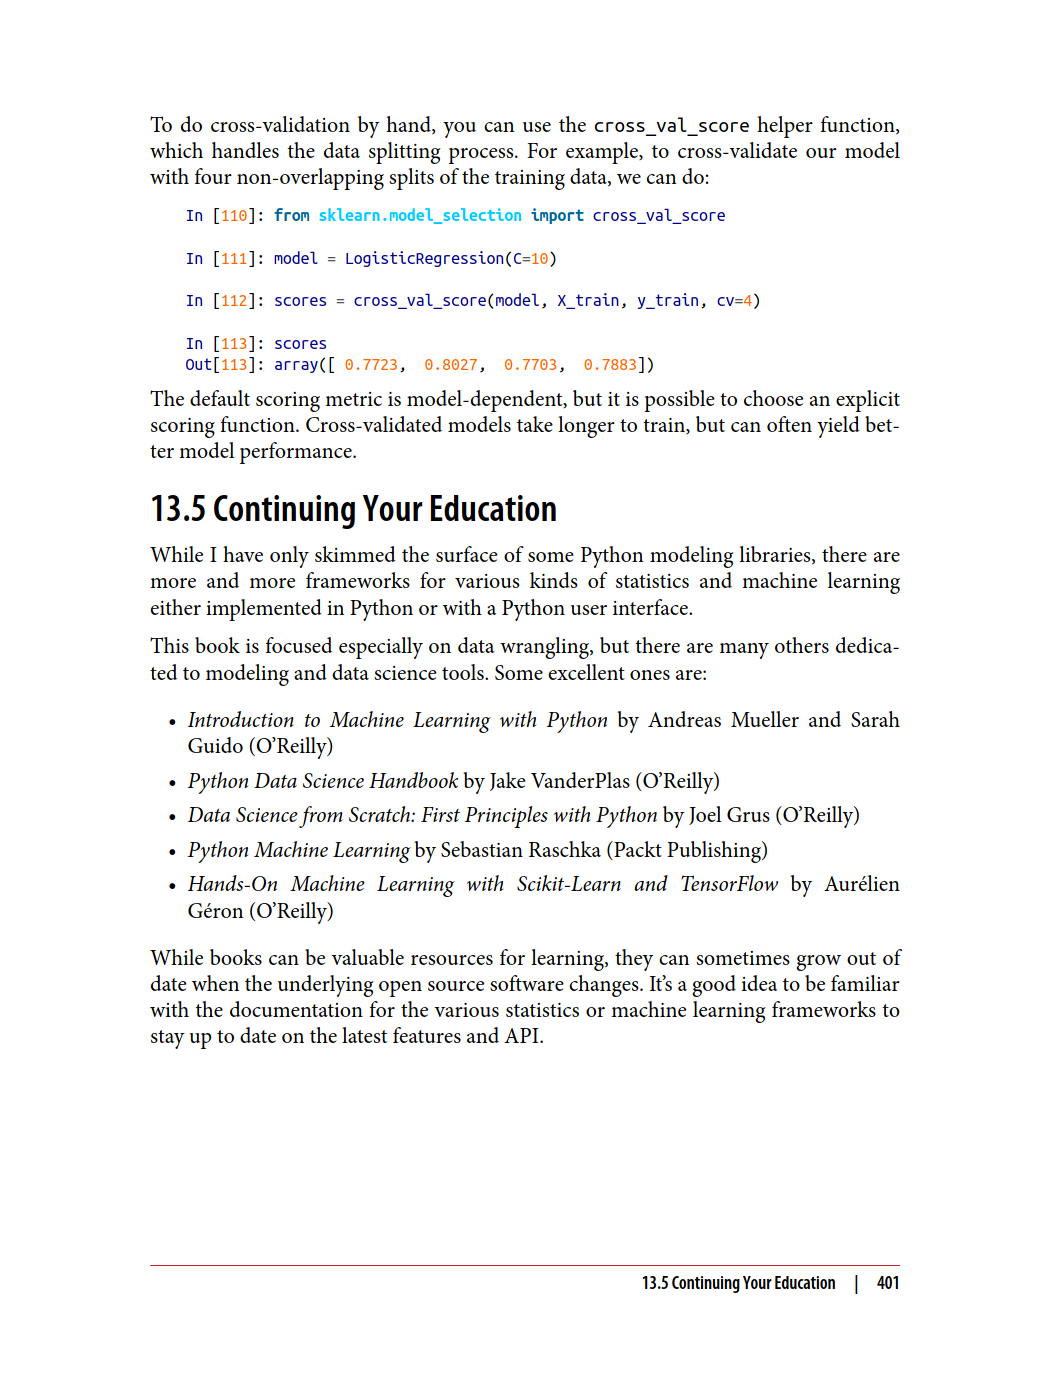 To do cross-validation by hand, you can use the cross_val_score helper function,
which handles the data splitting process. For example, to cross-validate our model
with four non-overlapping splits of the training data, we can do:
In [110]: from sklearn.model_selection import cross_val_score
In [111]: model = LogisticRegression(C=10)
In [112]: scores = cross_val_score(model, X_train, y_train, cv=4)
In [113]: scores
Out[113]: array([ 0.7723,  0.8027,  0.7703,  0.7883])
The default scoring metric is model-dependent, but it is possible to choose an explicit
scoring function. Cross-validated models take longer to train, but can often yield bet-
ter model performance.
13.5 Continuing Your Education
While I have only skimmed the surface of some Python modeling libraries, there are
more and more frameworks for various kinds of statistics and machine learning
either implemented in Python or with a Python user interface.
This book is focused especially on data wrangling, but there are many others dedica-
ted to modeling and data science tools. Some excellent ones are:
• Introduction to Machine Learning with Python by Andreas Mueller and Sarah
Guido (O’Reilly)
• Python Data Science Handbook by Jake VanderPlas (O’Reilly)
• Data Science from Scratch: First Principles with Python by Joel Grus (O’Reilly)
• Python Machine Learning by Sebastian Raschka (Packt Publishing)
• Hands-On Machine Learning with Scikit-Learn and TensorFlow by Aurélien
Géron (O’Reilly)
While books can be valuable resources for learning, they can sometimes grow out of
date when the underlying open source software changes. It’s a good idea to be familiar
with the documentation for the various statistics or machine learning frameworks to
stay up to date on the latest features and API.
13.5 Continuing Your Education | 401